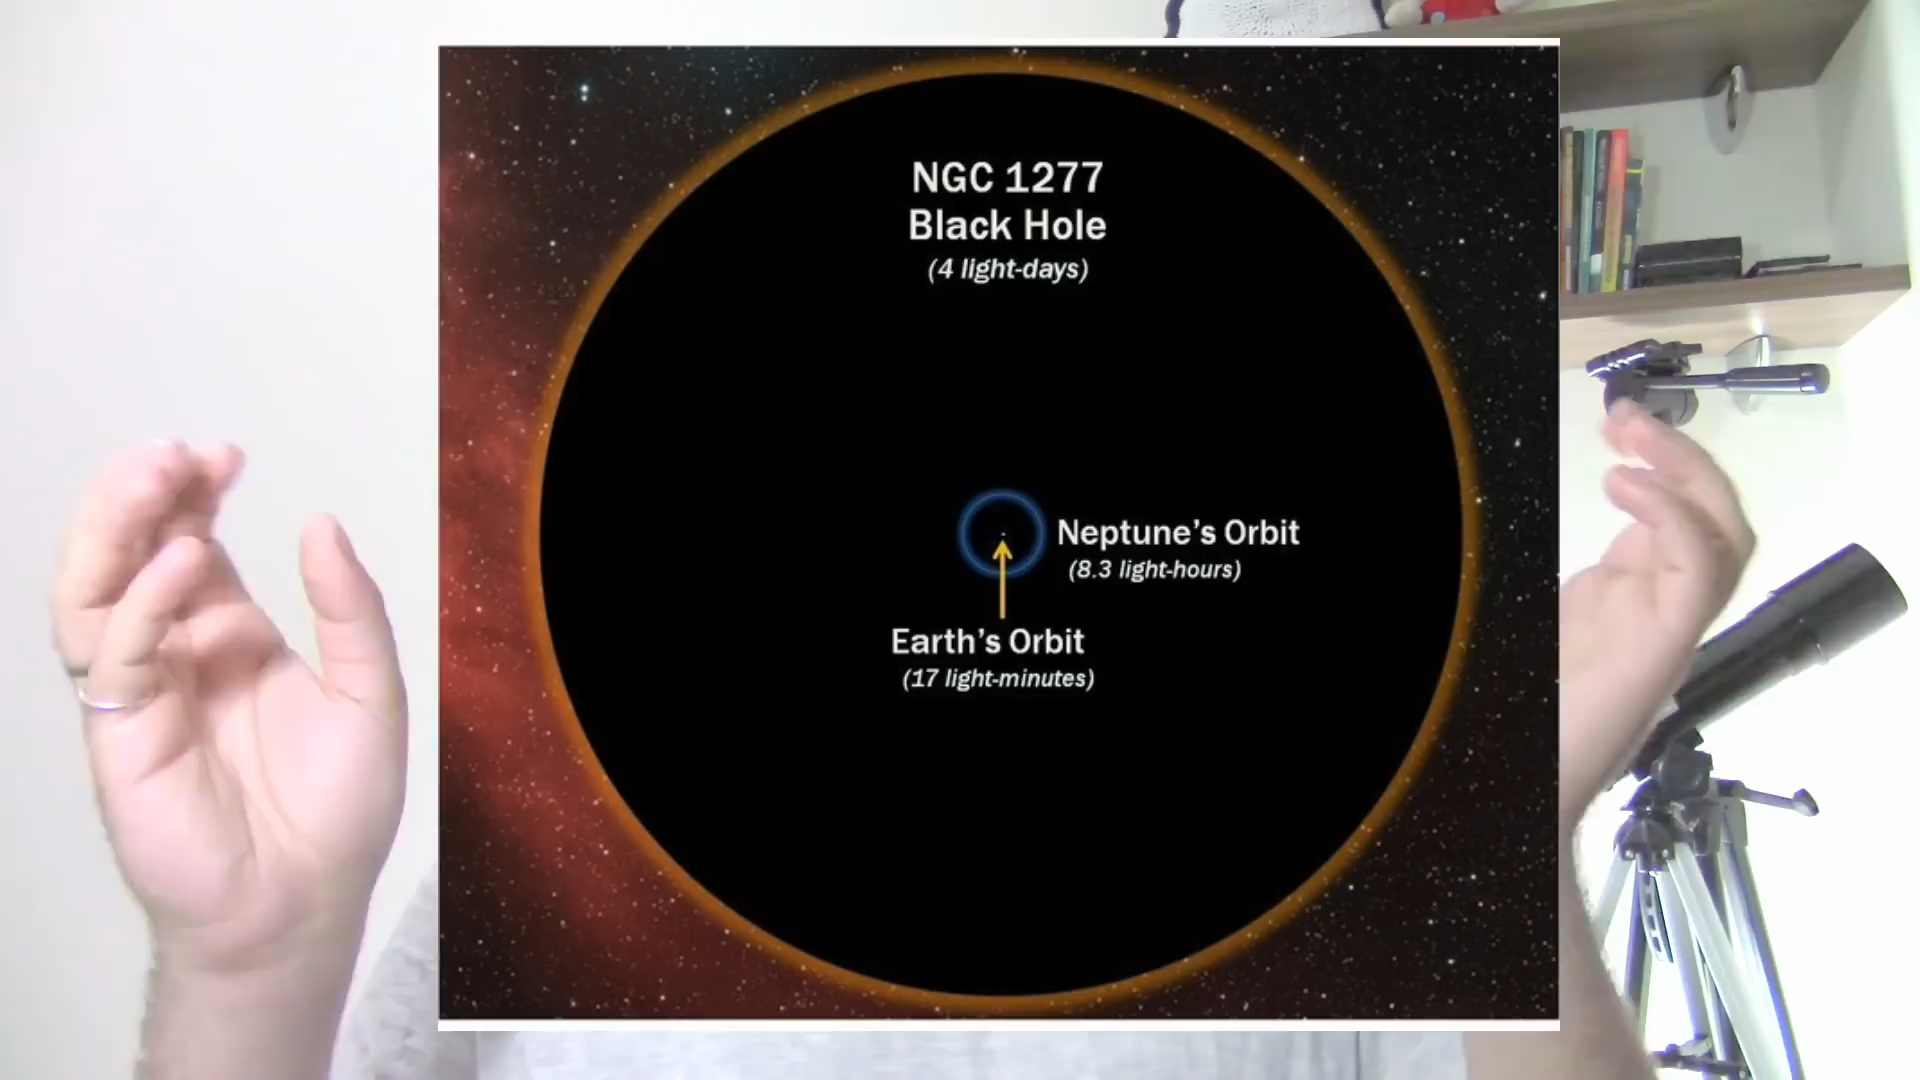 NGC 1277
Black Hole
(4 light-days)
Neptune's Orbit
(8.3 light-hours)
Earth's Orbit
(17 light-minutes)